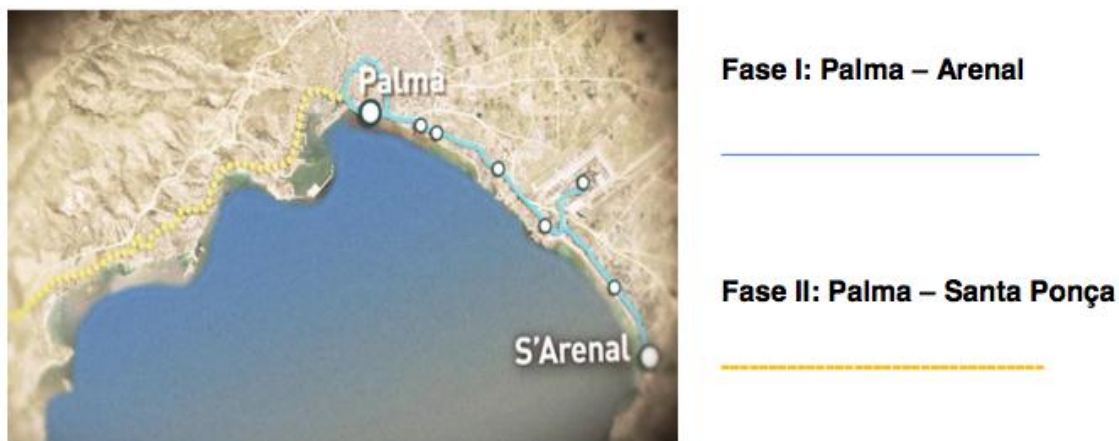 Palma
S'Arenal
Fase I: Palma – Arenal
Fase II: Palma – Santa Ponça